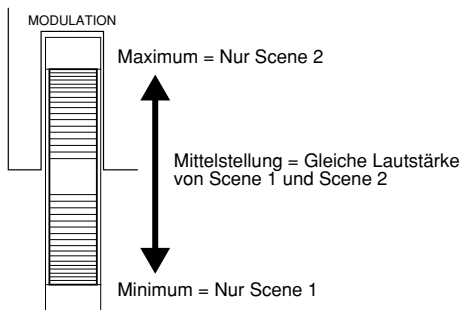 MODULATION
Maximum = Nur Scene 2
Mittelstellung = Gleiche Lautstärke
von Scene 1 und Scene 2
Minimum = Nur Scene 1